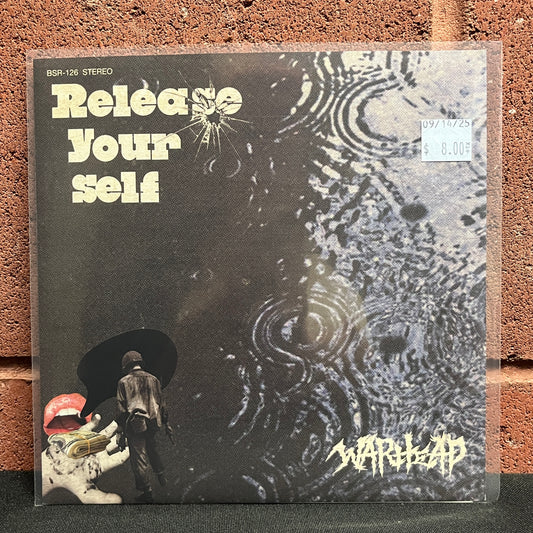 BSR-126 STEREO
Release
Your
Self
09/14/25
$ 8.00
WARHEAD